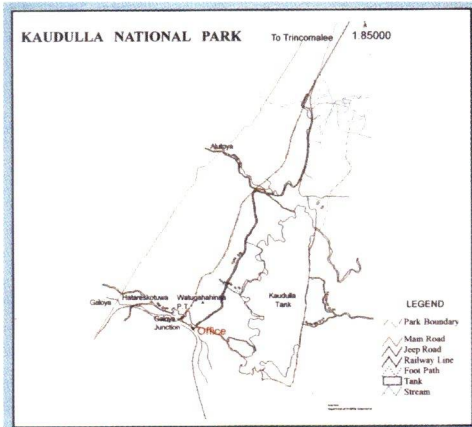 KAUDULLA NATIONAL PARK
To Trincomalee
1:85000
Alutoya
Hatareskotuwa
Watugahahinna
P.T.
Galoya
Galoya
Junction
Office
Kaudulla
Tank
LEGEND
Park Boundary
Main Road
Jeep Road
Railway Line
Foot Path
Tank
Stream